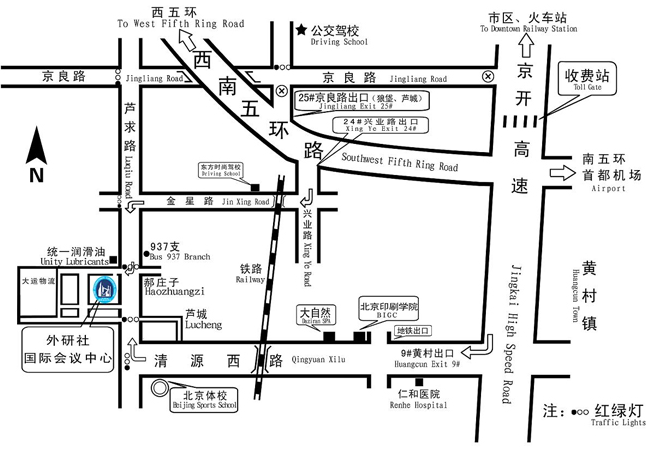 西五环
To West Fifth Ring Road
公交驾校
Driving School
市区、火车站
To Downtown Railway Station
京良路 Jingliang Road
京良路 Jingliang Road
西南五环路
Southwest Fifth Ring Road
25#京良路出口（狼垡、芦城）
Jingliang Exit 25#
24#兴业路出口
Xing Ye Exit 24#
收费站
Toll Gate
京开高速
Jingkai High Speed Road
南五环
首都机场
Airport
芦求路 Luqiu Road
N
东方时尚驾校
Driving School
金星路 Jin Xing Road
兴业路 Xing Ye Road
统一润滑油
Unity Lubricants
937支
Bus 937 Branch
铁路
Railway
黄村镇
Huangcun Town
大运物流
郝庄子
Haozhuangzi
芦城
Lucheng
大自然
北京印刷学院
BIGC
地铁出口
外研社
国际会议中心
清源西路 Qingyuan Xilu
9#黄村出口
Huangcun Exit 9#
北京体校
Beijing Sports School
仁和医院
Renhe Hospital
注： 红绿灯
Traffic Lights